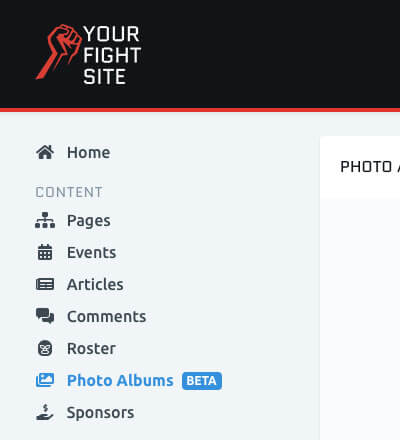 YOUR
FIGHT
SITE
Home
CONTENT
Pages
Events
Articles
Comments
Roster
Photo Albums BETA
Sponsors
PHOTO